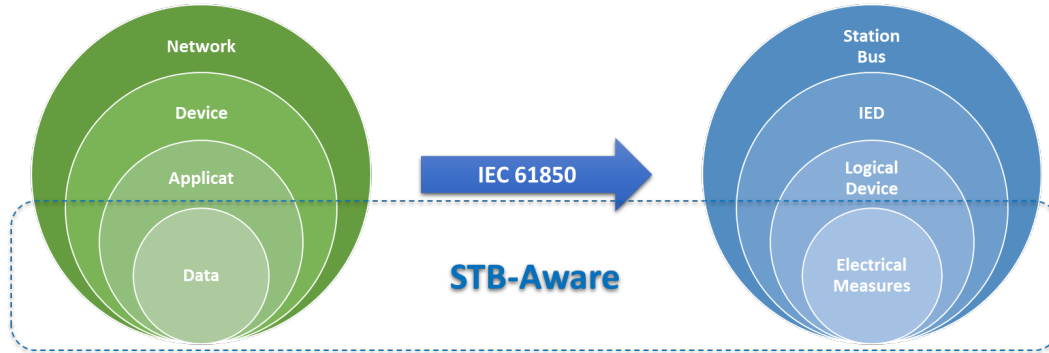 Network
Device
Applicat
Data
IEC 61850
STB-Aware
Station
Bus
IED
Logical
Device
Electrical
Measures